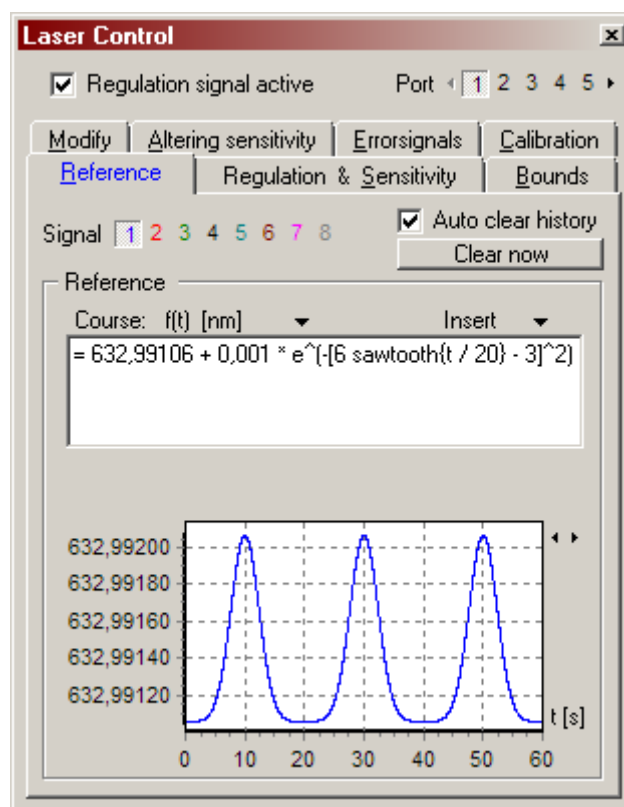 Laser Control
Regulation signal active Port 1 2 3 4 5
Modify Altering sensitivity Errorsignals Calibration
Reference Regulation & Sensitivity Bounds
Signal 1 2 3 4 5 6 7 8 Auto clear history
Clear now
Reference
Course: f(t) [nm] Insert
= 632,99106 + 0,001 * e^(-[6 sawtooth{t / 20} - 3]^2)
632,99200
632,99180
632,99160
632,99140
632,99120
t [s]
0 10 20 30 40 50 60